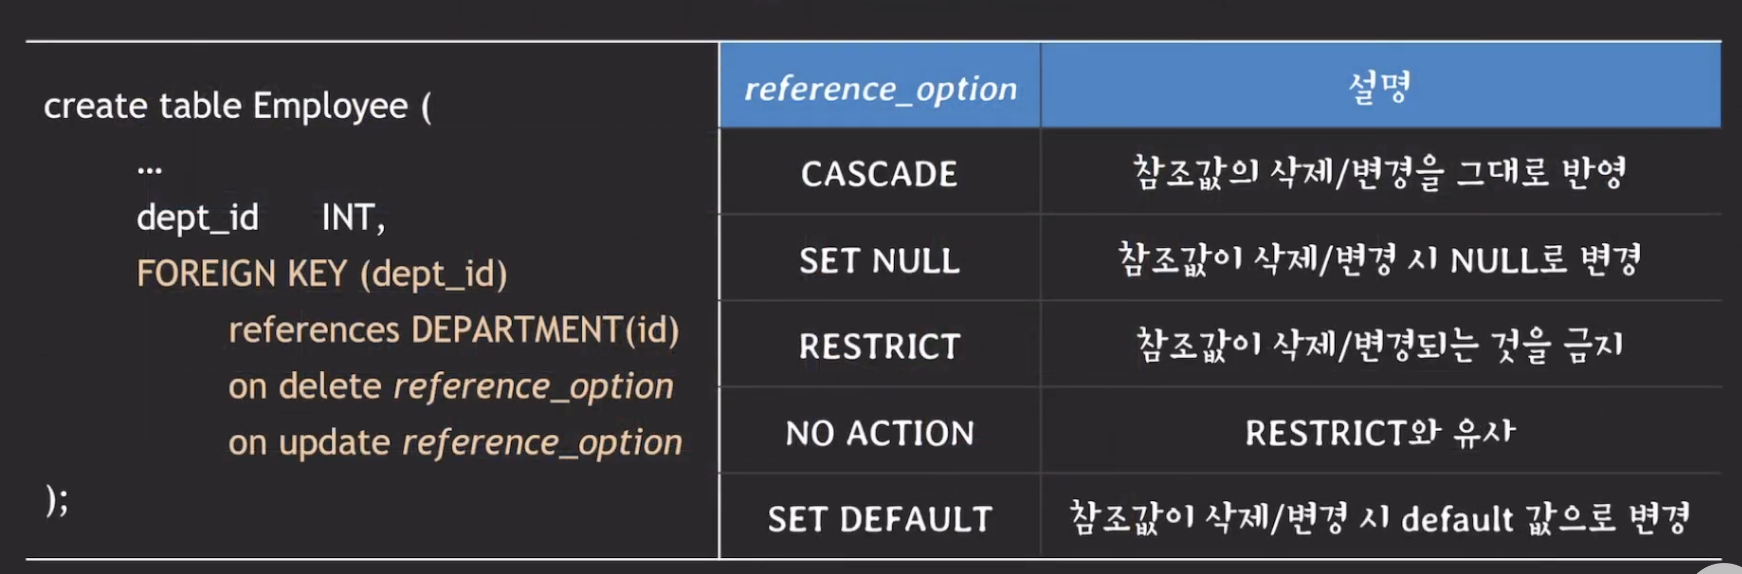 create table Employee (
...
dept_id INT,
FOREIGN KEY (dept_id)
references DEPARTMENT(id)
on delete reference_option
on update reference_option
);
reference_option 설명
CASCADE 참조값의 삭제/변경을 그대로 반영
SET NULL 참조값이 삭제/변경 시 NULL로 변경
RESTRICT 참조값이 삭제/변경되는 것을 금지
NO ACTION RESTRICT와 유사
SET DEFAULT 참조값이 삭제/변경 시 default 값으로 변경